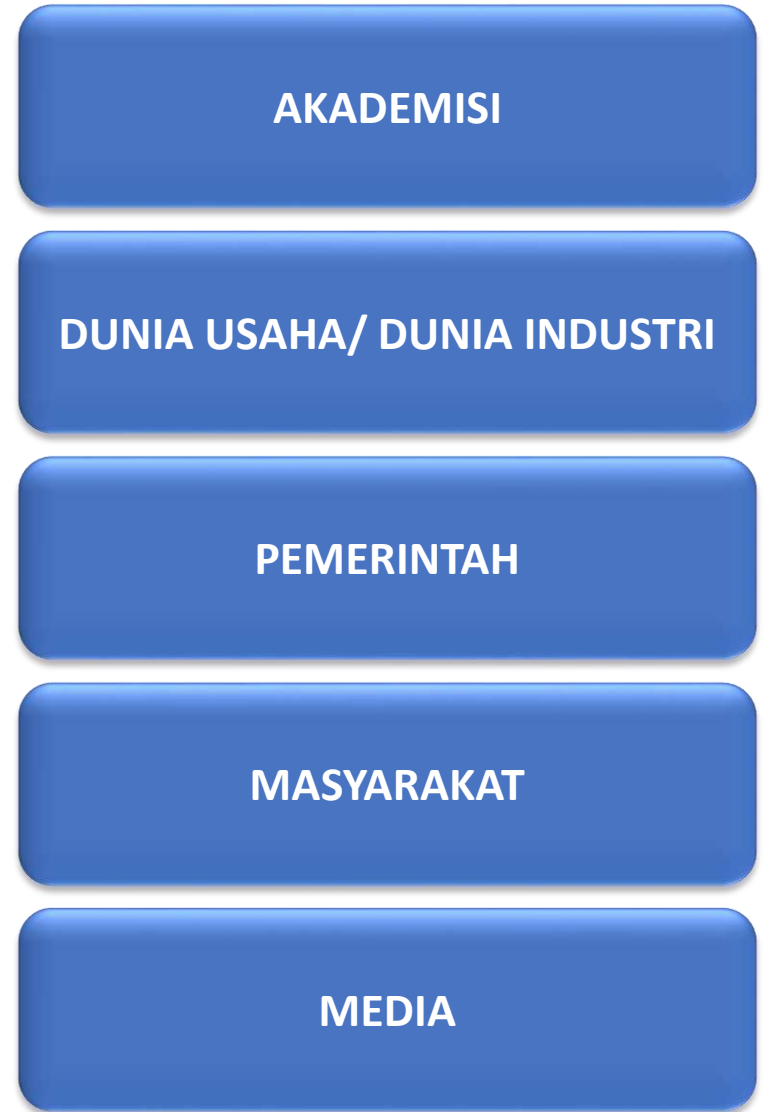 AKADEMISI
DUNIA USAHA/ DUNIA INDUSTRI
PEMERINTAH
MASYARAKAT
MEDIA